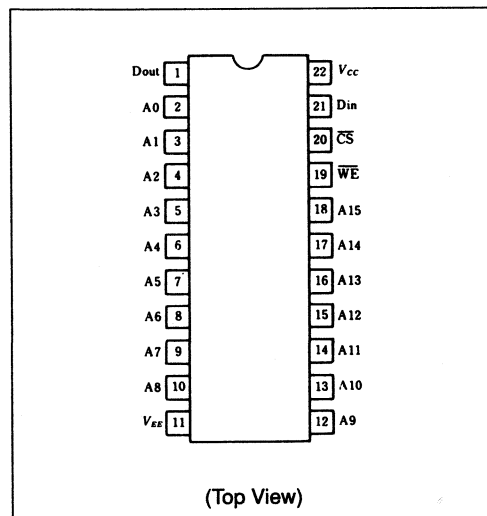 Dout 1 22 Vcc
A0 2 21 Din
A1 3 20 C̅S̅
A2 4 19 W̅E̅
A3 5 18 A15
A4 6 17 A14
A5 7 16 A13
A6 8 15 A12
A7 9 14 A11
A8 10 13 A10
VEE 11 12 A9
(Top View)